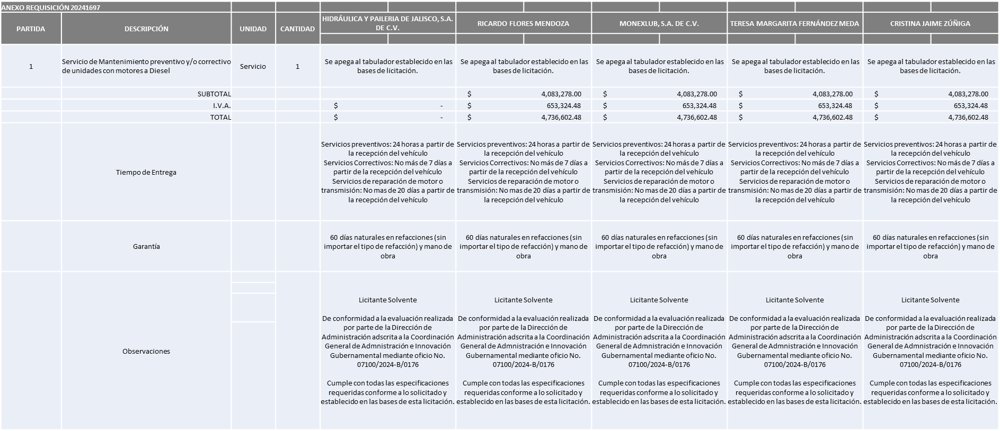 ANEXO REQUISICIÓN 20241697
PARTIDA DESCRIPCIÓN UNIDAD CANTIDAD HIDRÁULICA Y PAILERIA DE JALISCO, S.A. DE C.V. RICARDO FLORES MENDOZA MONEXLUB, S.A. DE C.V. TERESA MARGARITA FERNÁNDEZ MEDA CRISTINA JAIME ZÚÑIGA
1
Servicio de Mantenimiento preventivo y/o correctivo
de unidades con motores a Diesel
Servicio
1
Se apega al tabulador establecido en las
bases de licitación.
Se apega al tabulador establecido en las
bases de licitación.
Se apega al tabulador establecido en las
bases de licitación.
Se apega al tabulador establecido en las
bases de licitación.
Se apega al tabulador establecido en las
bases de licitación.
SUBTOTAL $ 4,083,278.00 $ 4,083,278.00 $ 4,083,278.00 $ 4,083,278.00
I.V.A. $ - $ 653,324.48 $ 653,324.48 $ 653,324.48 $ 653,324.48
TOTAL $ - $ 4,736,602.48 $ 4,736,602.48 $ 4,736,602.48 $ 4,736,602.48
Tiempo de Entrega
Servicios preventivos: 24 horas a partir de
la recepción del vehículo
Servicios Correctivos: No más de 7 días a
partir de la recepción del vehículo
Servicios de reparación de motor o
transmisión: No mas de 20 días a partir de
la recepción del vehículo
Servicios preventivos: 24 horas a partir de
la recepción del vehículo
Servicios Correctivos: No más de 7 días a
partir de la recepción del vehículo
Servicios de reparación de motor o
transmisión: No mas de 20 días a partir de
la recepción del vehículo
Servicios preventivos: 24 horas a partir de
la recepción del vehículo
Servicios Correctivos: No más de 7 días a
partir de la recepción del vehículo
Servicios de reparación de motor o
transmisión: No mas de 20 días a partir de
la recepción del vehículo
Servicios preventivos: 24 horas a partir de
la recepción del vehículo
Servicios Correctivos: No más de 7 días a
partir de la recepción del vehículo
Servicios de reparación de motor o
transmisión: No mas de 20 días a partir de
la recepción del vehículo
Servicios preventivos: 24 horas a partir de
la recepción del vehículo
Servicios Correctivos: No más de 7 días a
partir de la recepción del vehículo
Servicios de reparación de motor o
transmisión: No mas de 20 días a partir de
la recepción del vehículo
Garantía
60 días naturales en refacciones (sin
importar el tipo de refacción) y mano de
obra
60 días naturales en refacciones (sin
importar el tipo de refacción) y mano de
obra
60 días naturales en refacciones (sin
importar el tipo de refacción) y mano de
obra
60 días naturales en refacciones (sin
importar el tipo de refacción) y mano de
obra
60 días naturales en refacciones (sin
importar el tipo de refacción) y mano de
obra
Observaciones
Licitante Solvente
De conformidad a la evaluación realizada
por parte de la Dirección de
Administración adscrita a la Coordinación
General de Admnistración e Innovación
Gubernamental mediante oficio No.
07100/2024-B/0176
Cumple con todas las especificaciones
requeridas conforme a lo solicitado y
establecido en las bases de esta licitación.
Licitante Solvente
De conformidad a la evaluación realizada
por parte de la Dirección de
Administración adscrita a la Coordinación
General de Admnistración e Innovación
Gubernamental mediante oficio No.
07100/2024-B/0176
Cumple con todas las especificaciones
requeridas conforme a lo solicitado y
establecido en las bases de esta licitación.
Licitante Solvente
De conformidad a la evaluación realizada
por parte de la Dirección de
Administración adscrita a la Coordinación
General de Admnistración e Innovación
Gubernamental mediante oficio No.
07100/2024-B/0176
Cumple con todas las especificaciones
requeridas conforme a lo solicitado y
establecido en las bases de esta licitación.
Licitante Solvente
De conformidad a la evaluación realizada
por parte de la Dirección de
Administración adscrita a la Coordinación
General de Admnistración e Innovación
Gubernamental mediante oficio No.
07100/2024-B/0176
Cumple con todas las especificaciones
requeridas conforme a lo solicitado y
establecido en las bases de esta licitación.
Licitante Solvente
De conformidad a la evaluación realizada
por parte de la Dirección de
Administración adscrita a la Coordinación
General de Admnistración e Innovación
Gubernamental mediante oficio No.
07100/2024-B/0176
Cumple con todas las especificaciones
requeridas conforme a lo solicitado y
establecido en las bases de esta licitación.